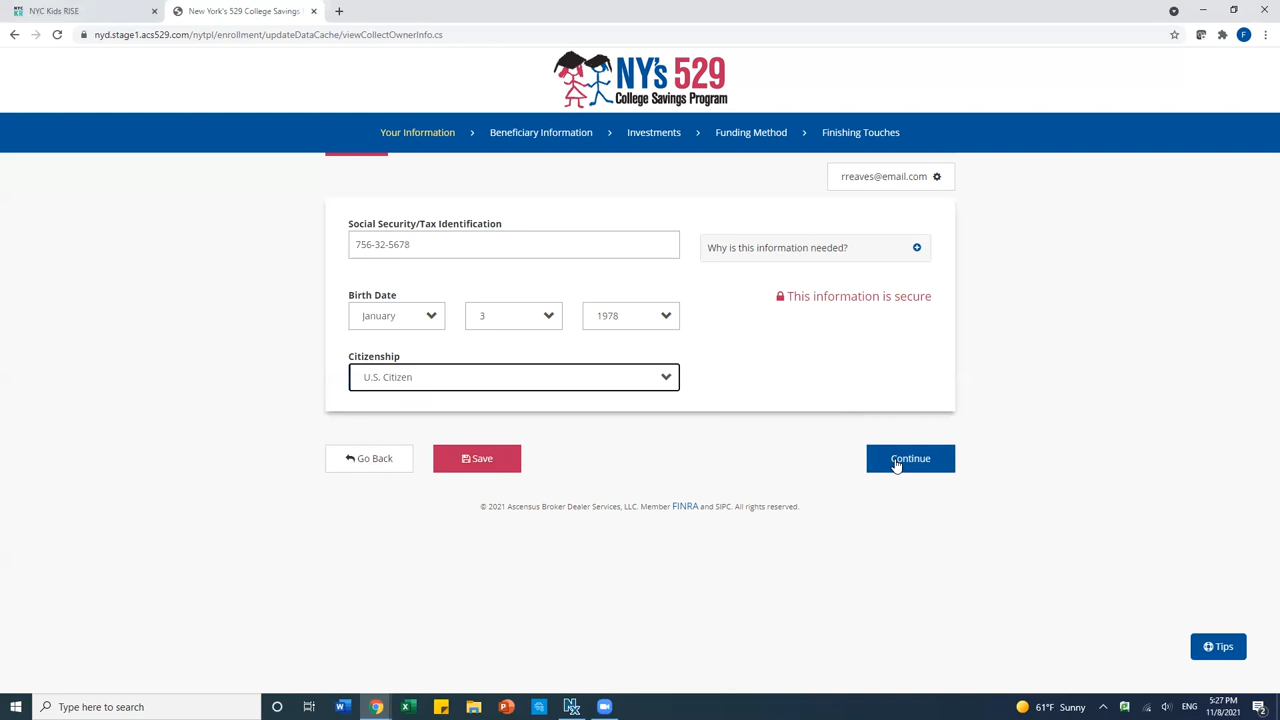 NYC Kids RISE
New York's 529 College Savings
nyd.stage1.acs529.com/nytpl/enrollment/updateDataCache/viewCollectOwnerInfo.cs
F
NY's 529
College Savings Program
Your Information > Beneficiary Information > Investments > Funding Method > Finishing Touches
rreaves@email.com
Social Security/Tax Identification
756-32-5678
Why is this information needed?
Birth Date
This information is secure
January 3 1978
Citizenship
U.S. Citizen
Go Back
Save
Continue
© 2021 Ascensus Broker Dealer Services, LLC. Member FINRA and SIPC. All rights reserved.
Tips
Type here to search
61°F Sunny
5:27 PM
11/8/2021
2